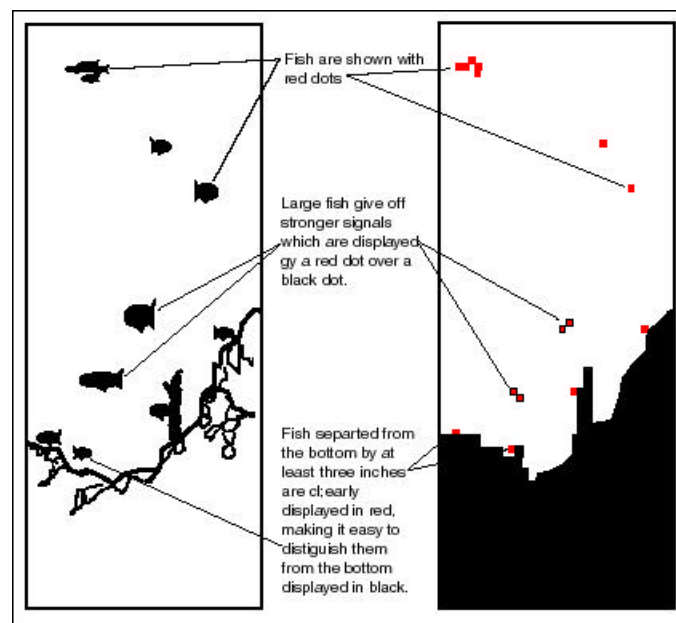 Fish are shown with
red dots
Large fish give off
stronger signals
which are displayed
gy a red dot over a
black dot.
Fish separted from
the bottom by at
least three inches
are cl;early
displayed in red,
making it easy to
distiguish them
from the bottom
displayed in black.